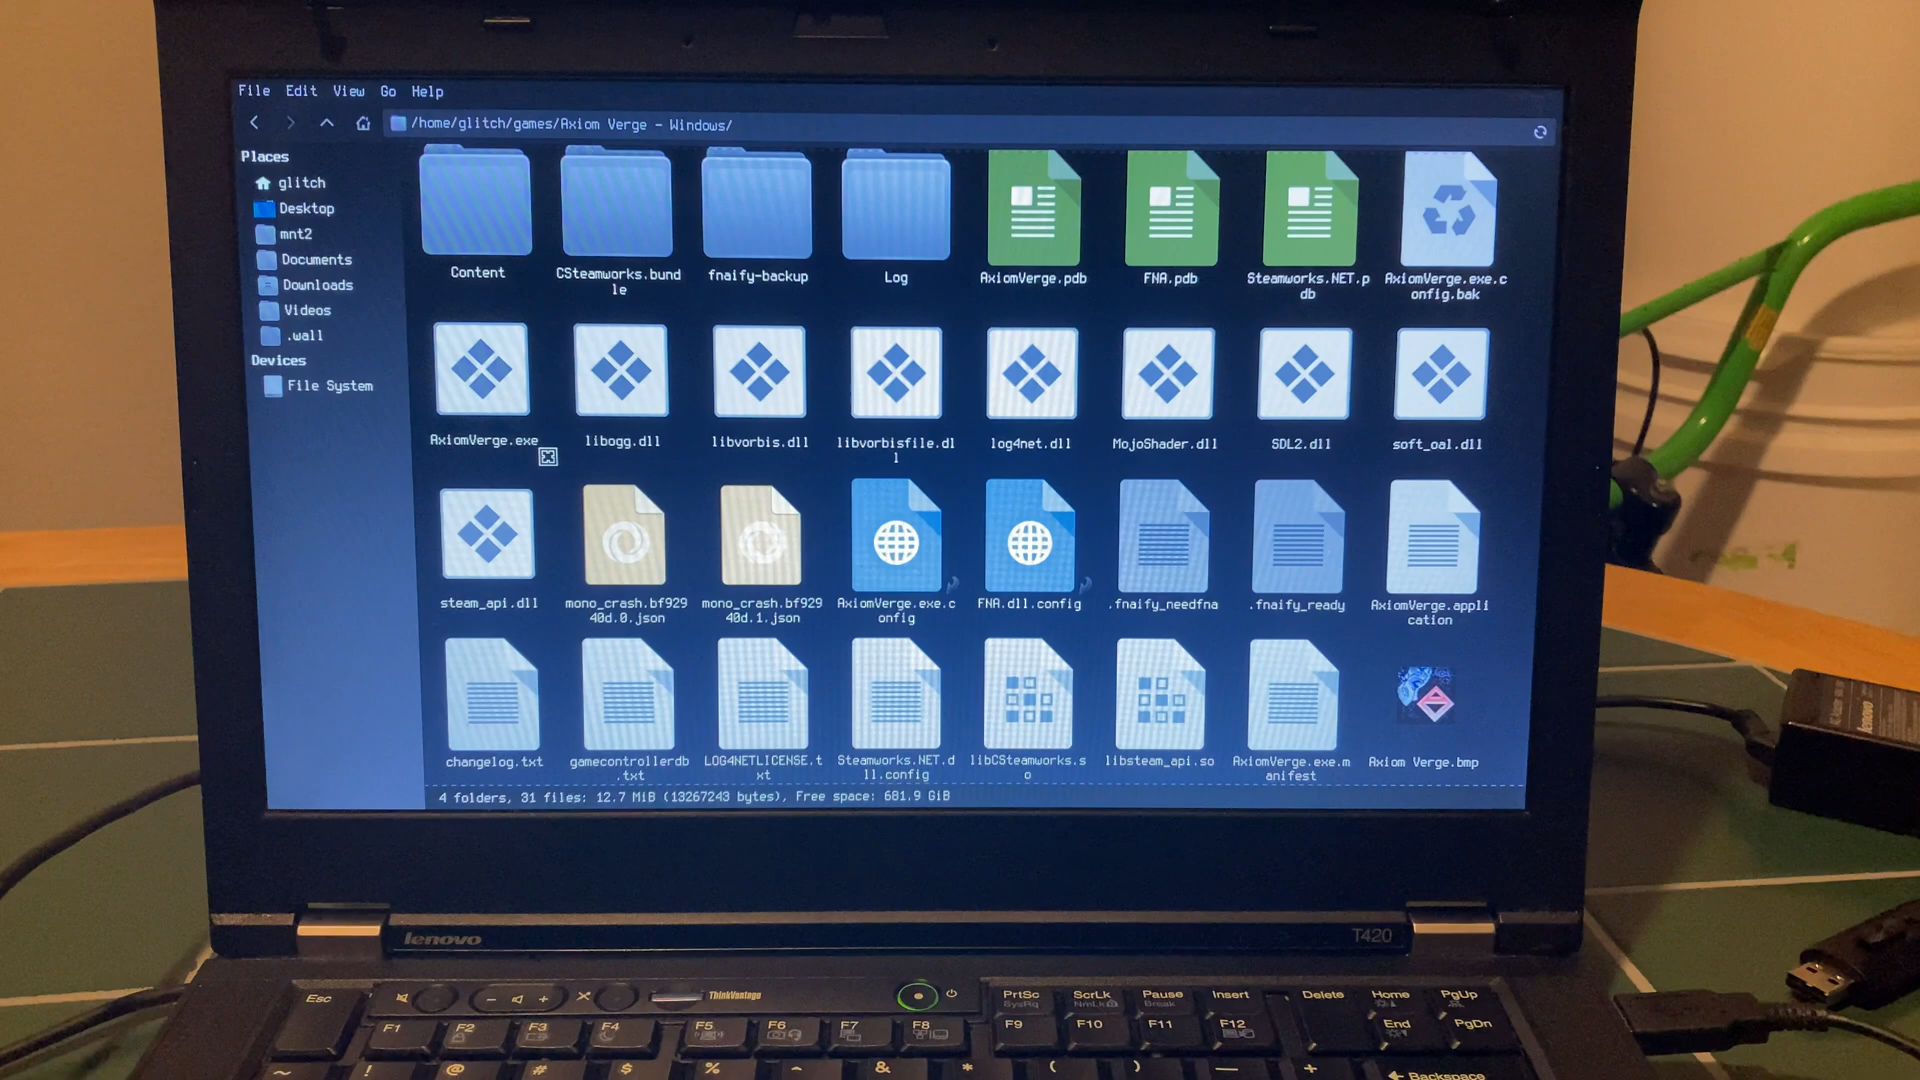 File Edit View Go Help
/home/glitch/games/Axiom Verge - Windows/
Places
glitch
Desktop
mnt2
Documents
Downloads
Videos
.wall
Devices
File System
Content
CSteamworks.bund
le
fnaify-backup
Log
AxiomVerge.pdb
FNA.pdb
Steamworks.NET.p
db
AxiomVerge.exe.c
onfig.bak
AxiomVerge.exe
libogg.dll
libvorbis.dll
libvorbisfile.dl
l
log4net.dll
MojoShader.dll
SDL2.dll
soft_oal.dll
steam_api.dll
mono_crash.bf929
40d.0.json
mono_crash.bf929
40d.1.json
AxiomVerge.exe.c
onfig
FNA.dll.config
.fnaify_needfna
.fnaify_ready
AxiomVerge.appli
cation
changelog.txt
gamecontrollerdb
.txt
LOG4NETLICENSE.t
xt
Steamworks.NET.d
ll.config
libCSteamworks.s
o
libsteam_api.so
AxiomVerge.exe.m
anifest
Axiom Verge.bmp
4 folders, 31 files: 12.7 MiB (13267243 bytes), Free space: 681.9 GiB
lenovo
T420
ThinkVantage
Esc
PrtSc
SysRq
ScrLk
NmLk
Pause
Break
Insert
Delete
Home
PgUp
F1 F2 F3 F4 F5 F6 F7 F8 F9 F10 F11 F12
End
PgDn
~ ! @ # $ % ^ & * ( ) — +
Backspace
lenovo